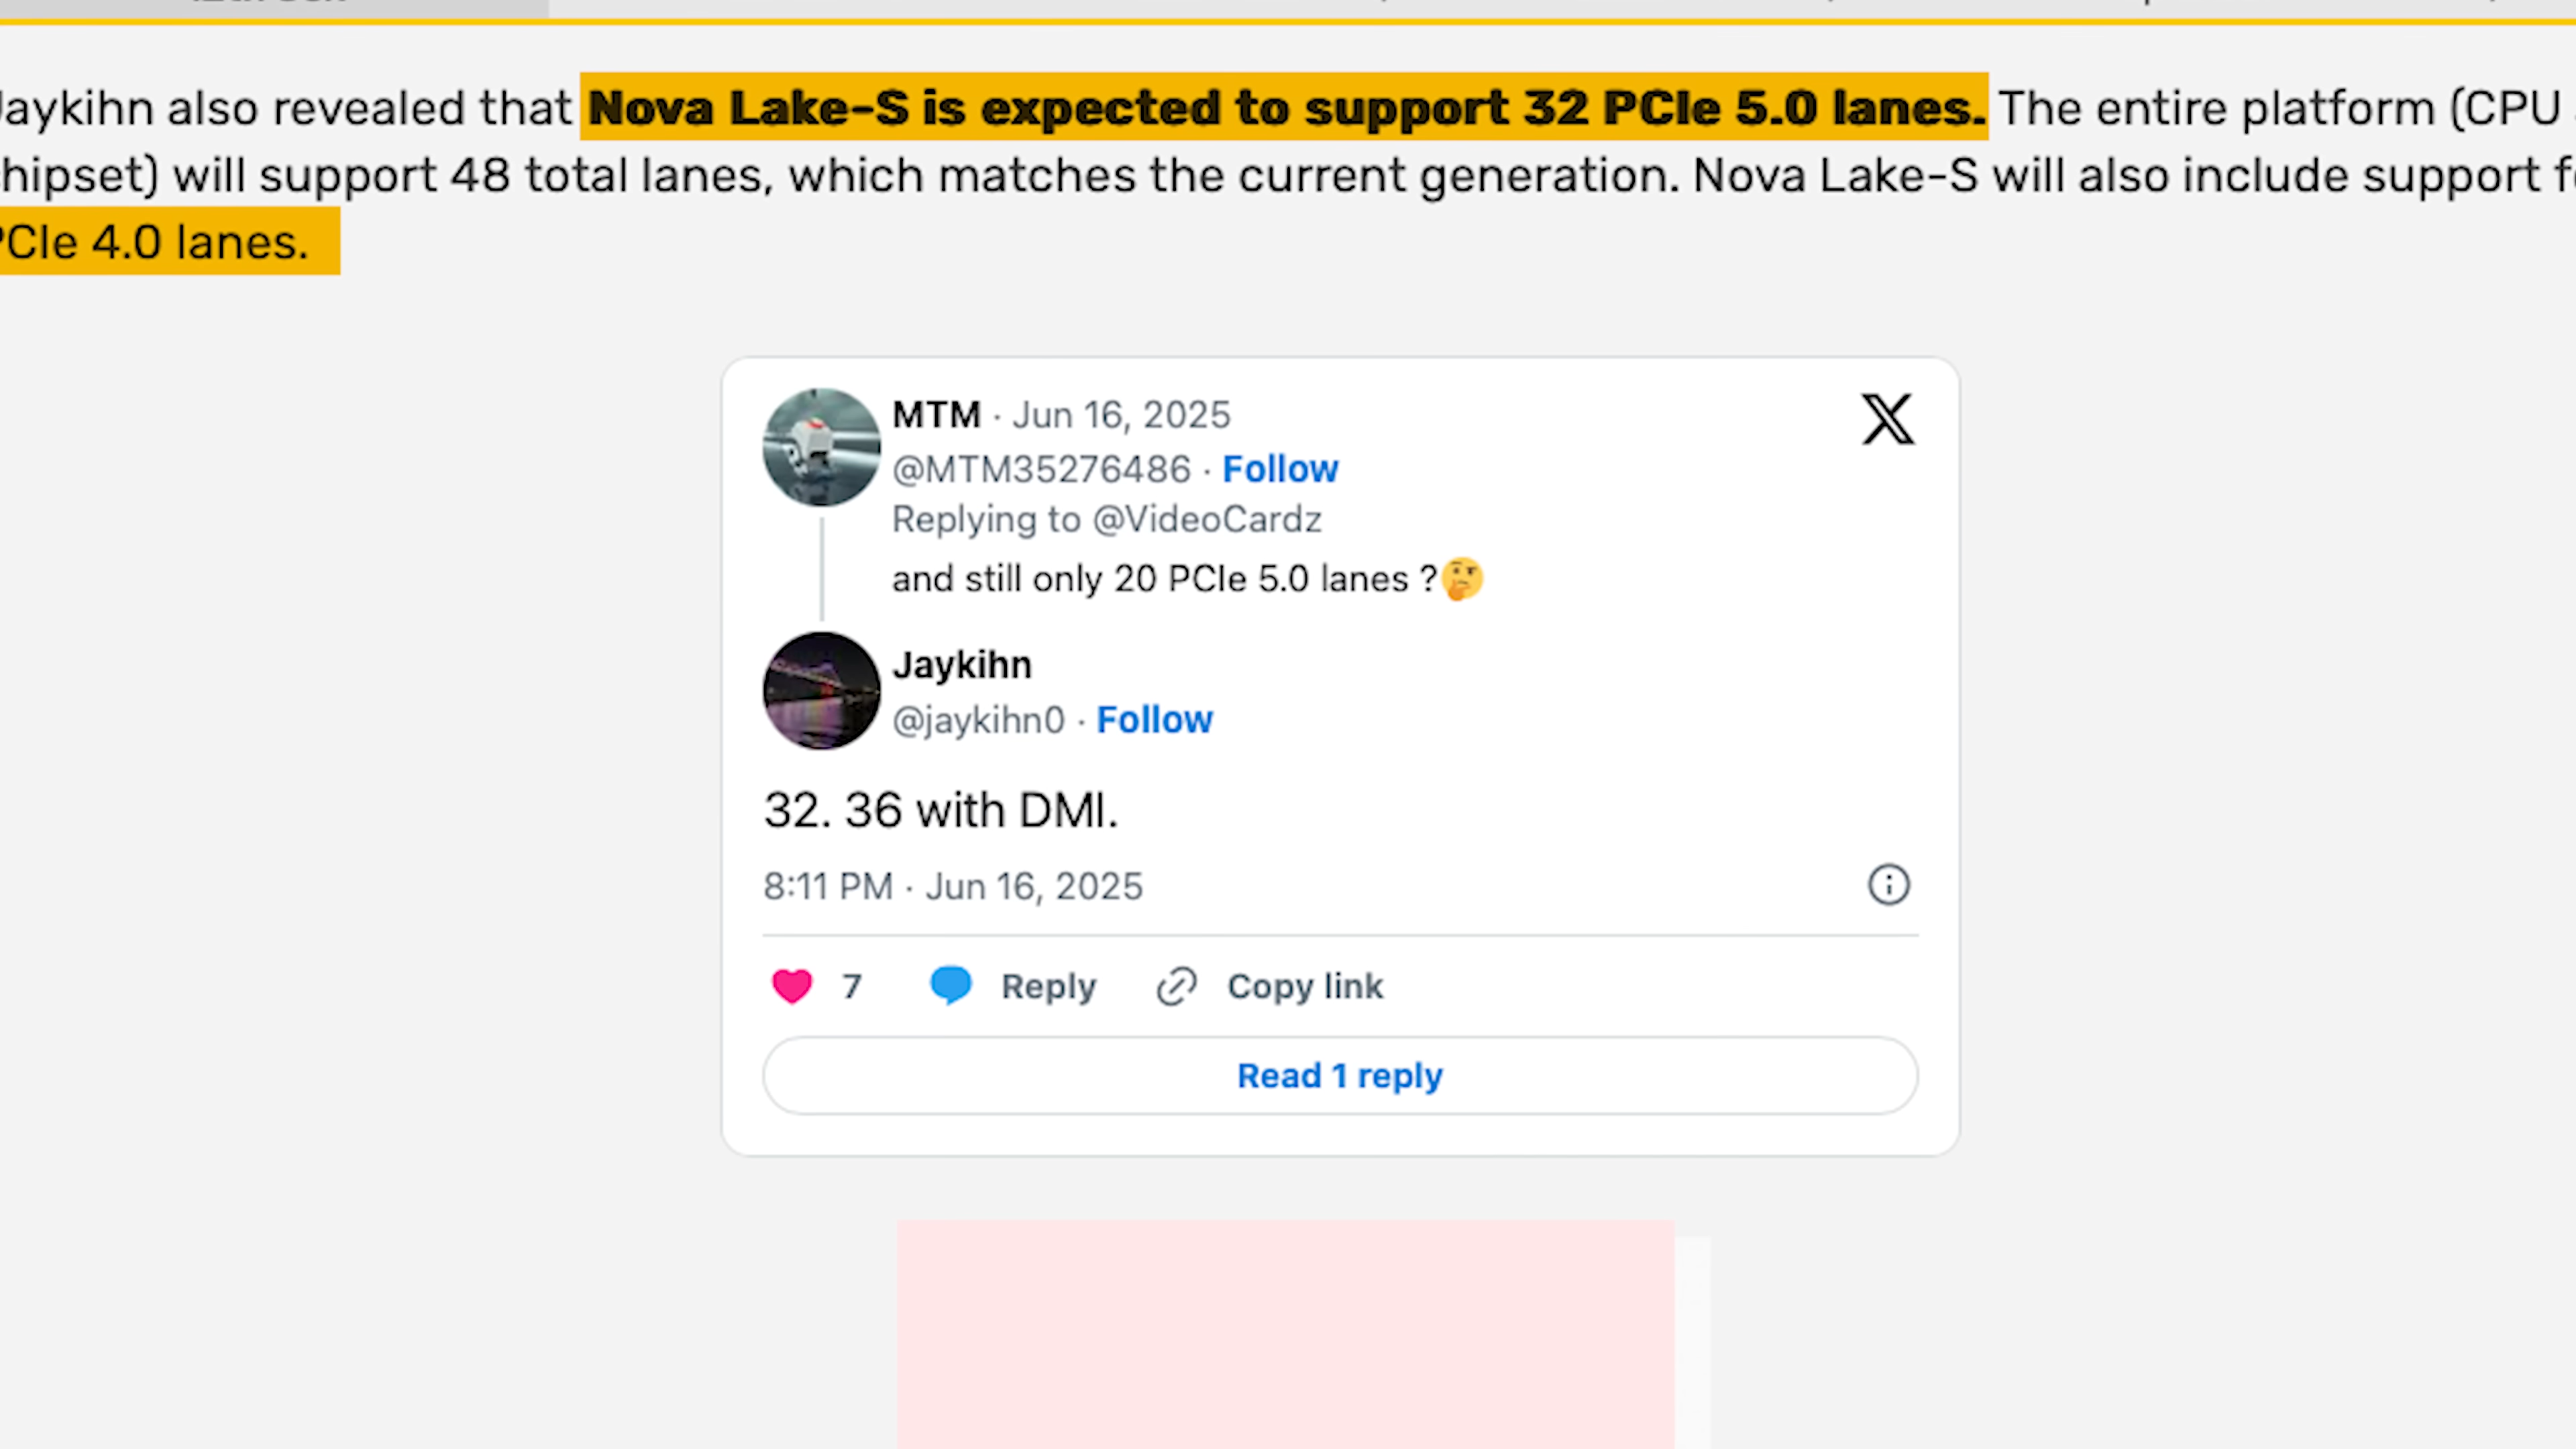 Jaykihn also revealed that Nova Lake-S is expected to support 32 PCIe 5.0 lanes. The entire platform (CPU
chipset) will support 48 total lanes, which matches the current generation. Nova Lake-S will also include support
PCIe 4.0 lanes.
MTM · Jun 16, 2025
@MTM35276486 · Follow
Replying to @VideoCardz
and still only 20 PCIe 5.0 lanes ?🤔
Jaykihn
@jaykihn0 · Follow
32. 36 with DMI.
8:11 PM · Jun 16, 2025
7 Reply Copy link
Read 1 reply